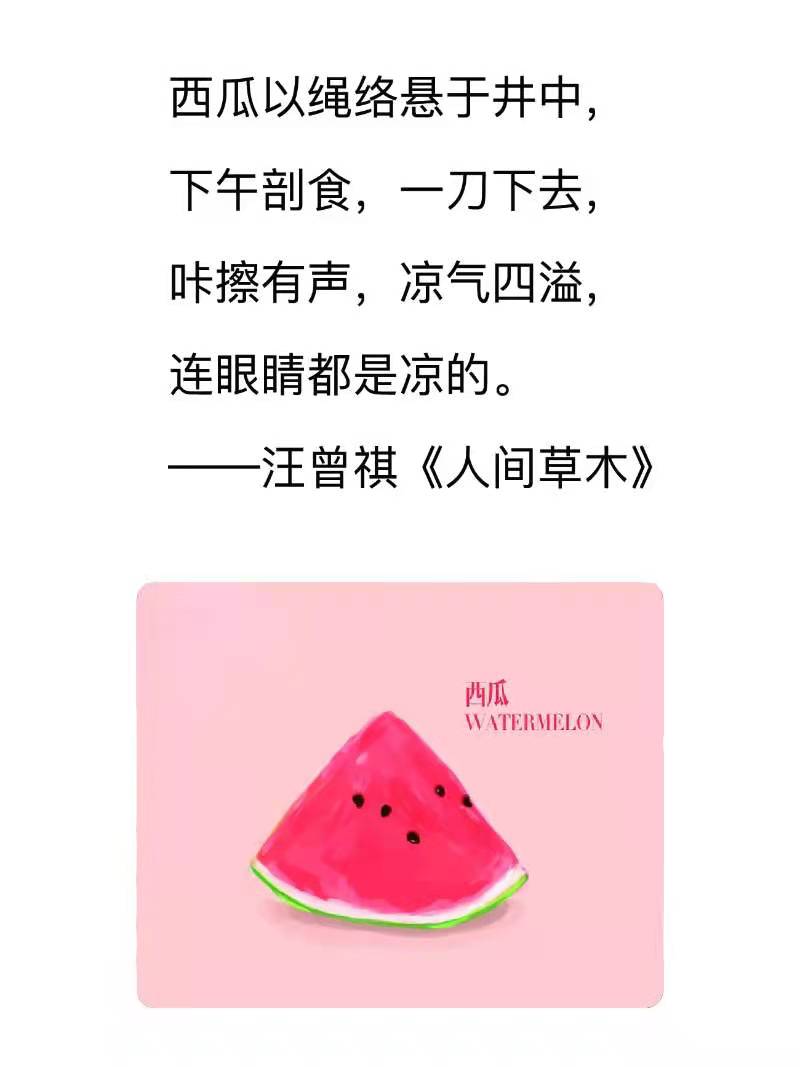 西瓜以绳络悬于井中，
下午剖食，一刀下去，
咔擦有声，凉气四溢，
连眼睛都是凉的。
——汪曾祺《人间草木》
西瓜
WATERMELON